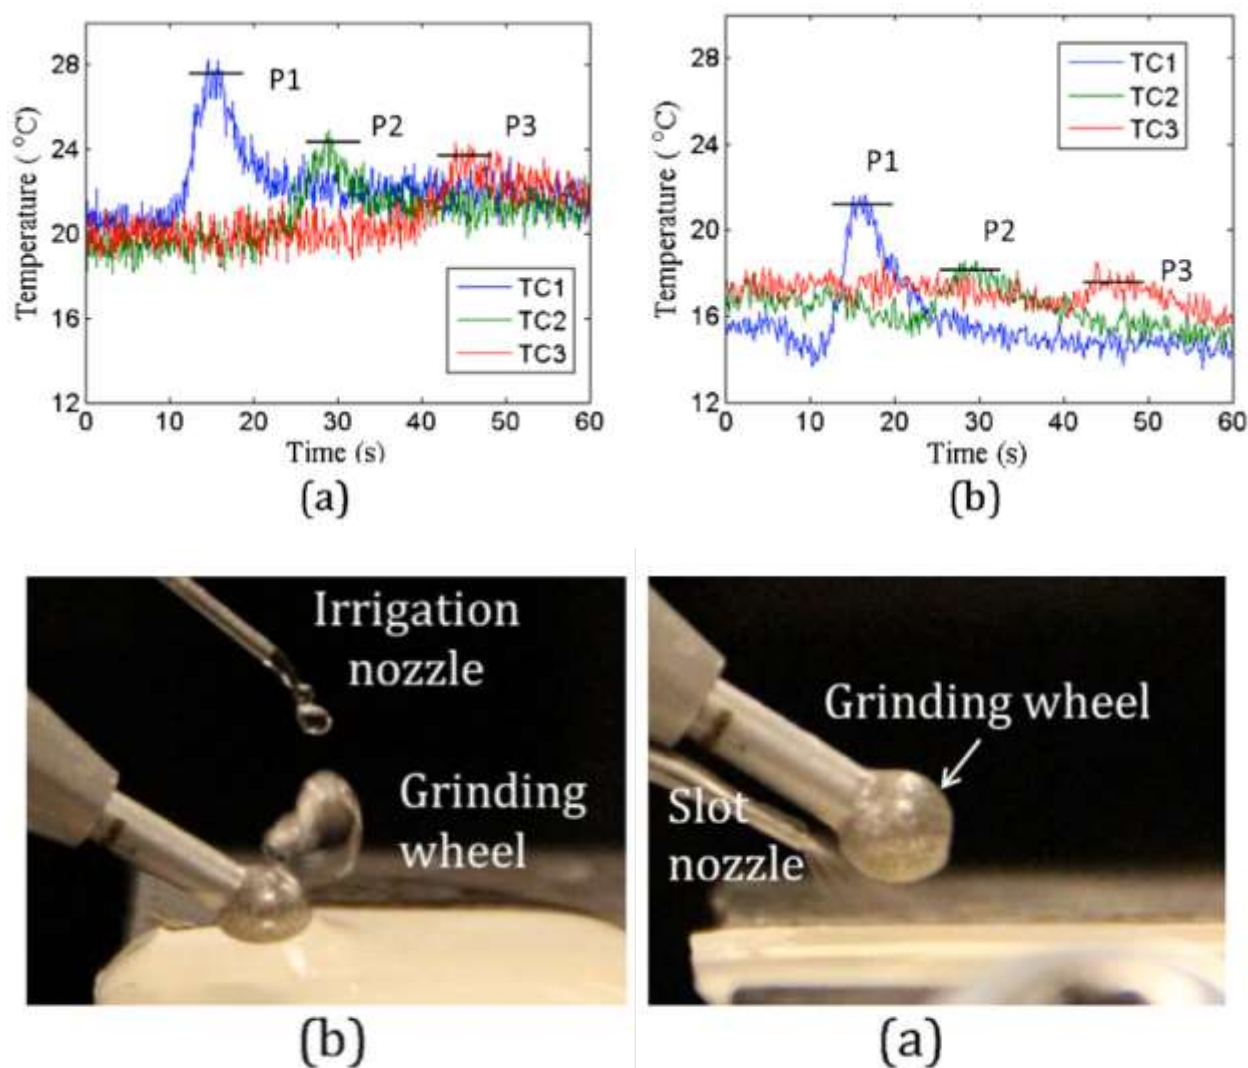 28
24
20
16
12
Temperature ( °C)
P1
P2
P3
TC1
TC2
TC3
0 10 20 30 40 50 60
Time (s)
(a)
28
24
20
16
12
Temperature ( °C)
TC1
TC2
TC3
P1
P2
P3
0 10 20 30 40 50 60
Time (s)
(b)
Irrigation
nozzle
Grinding
wheel
(b)
Grinding wheel
Slot
nozzle
(a)